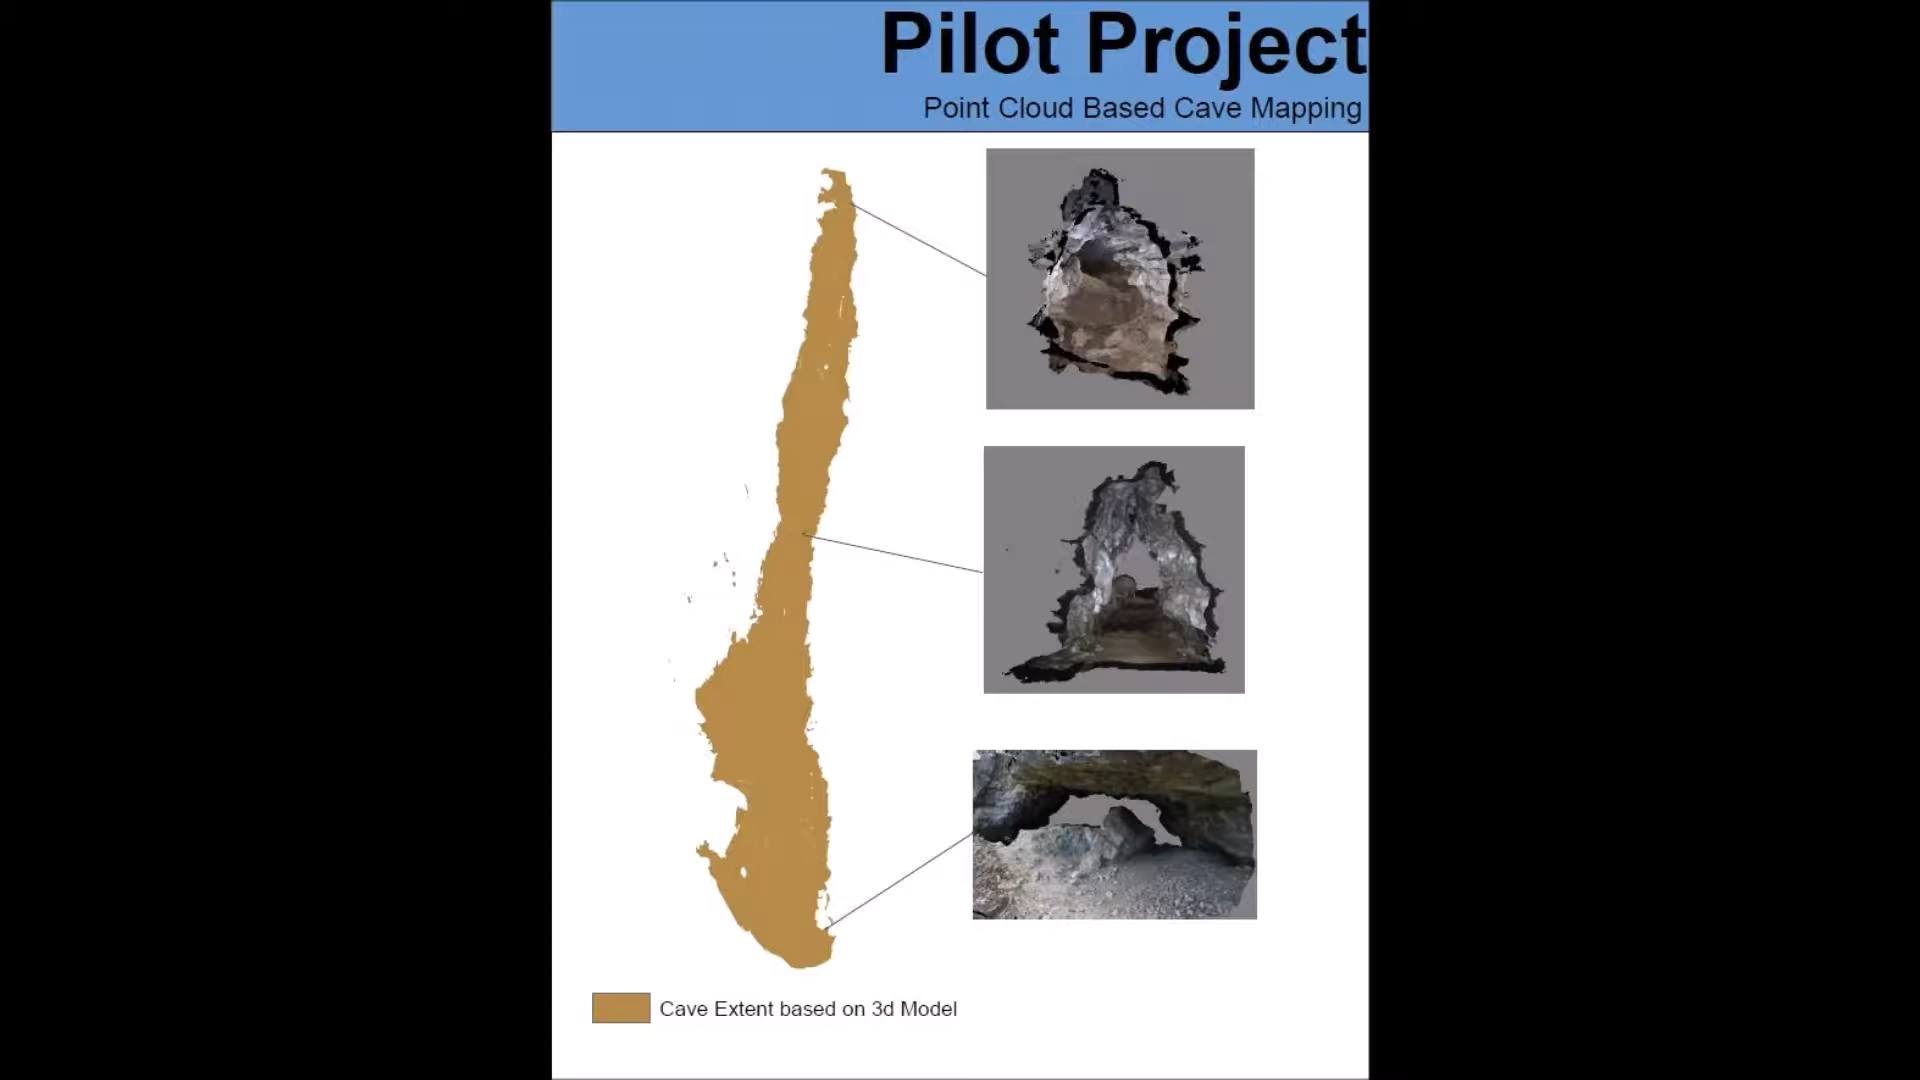 Pilot Project
Point Cloud Based Cave Mapping
Cave Extent based on 3d Model